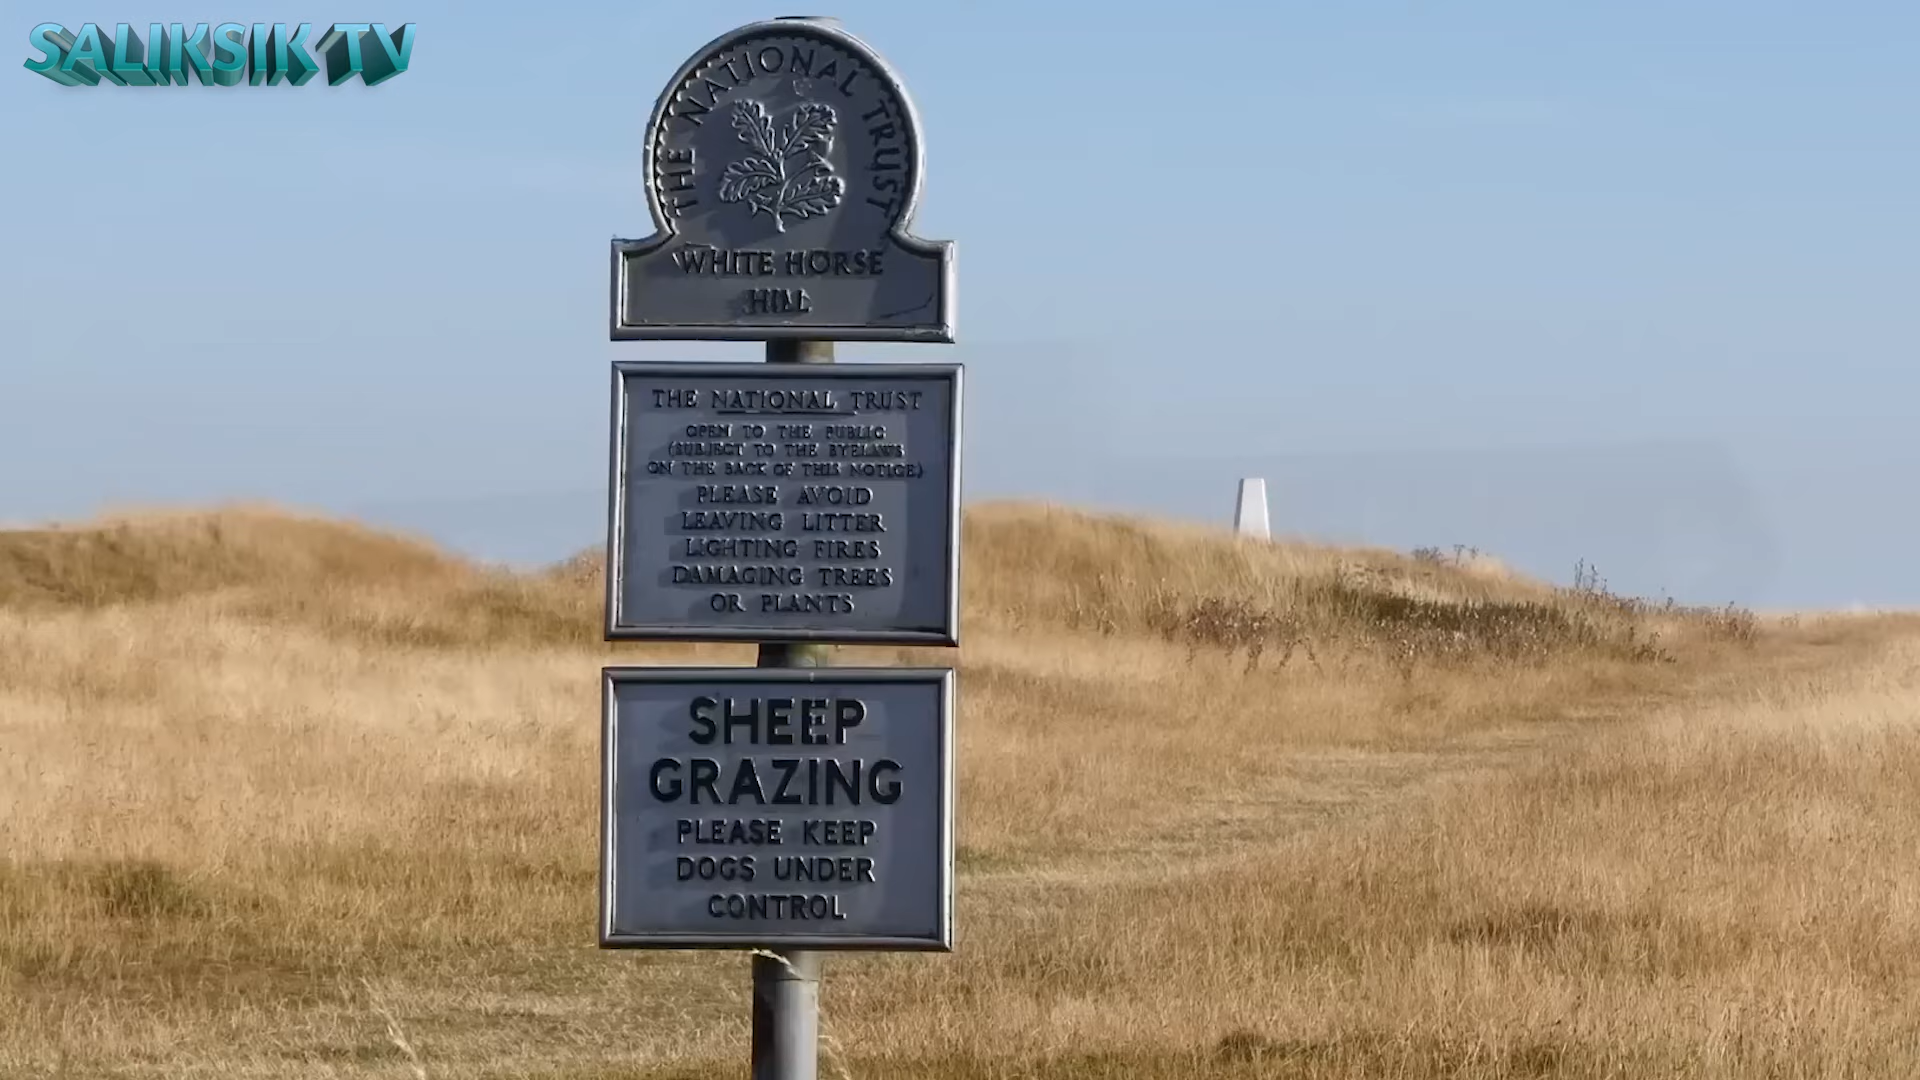 SALIKSIK TV
THE NATIONAL TRUST
WHITE HORSE
HILL
THE NATIONAL TRUST
OPEN TO THE PUBLIC
(SUBJECT TO THE BYELAWS
ON THE BACK OF THIS NOTICE)
PLEASE AVOID
LEAVING LITTER
LIGHTING FIRES
DAMAGING TREES
OR PLANTS
SHEEP
GRAZING
PLEASE KEEP
DOGS UNDER
CONTROL